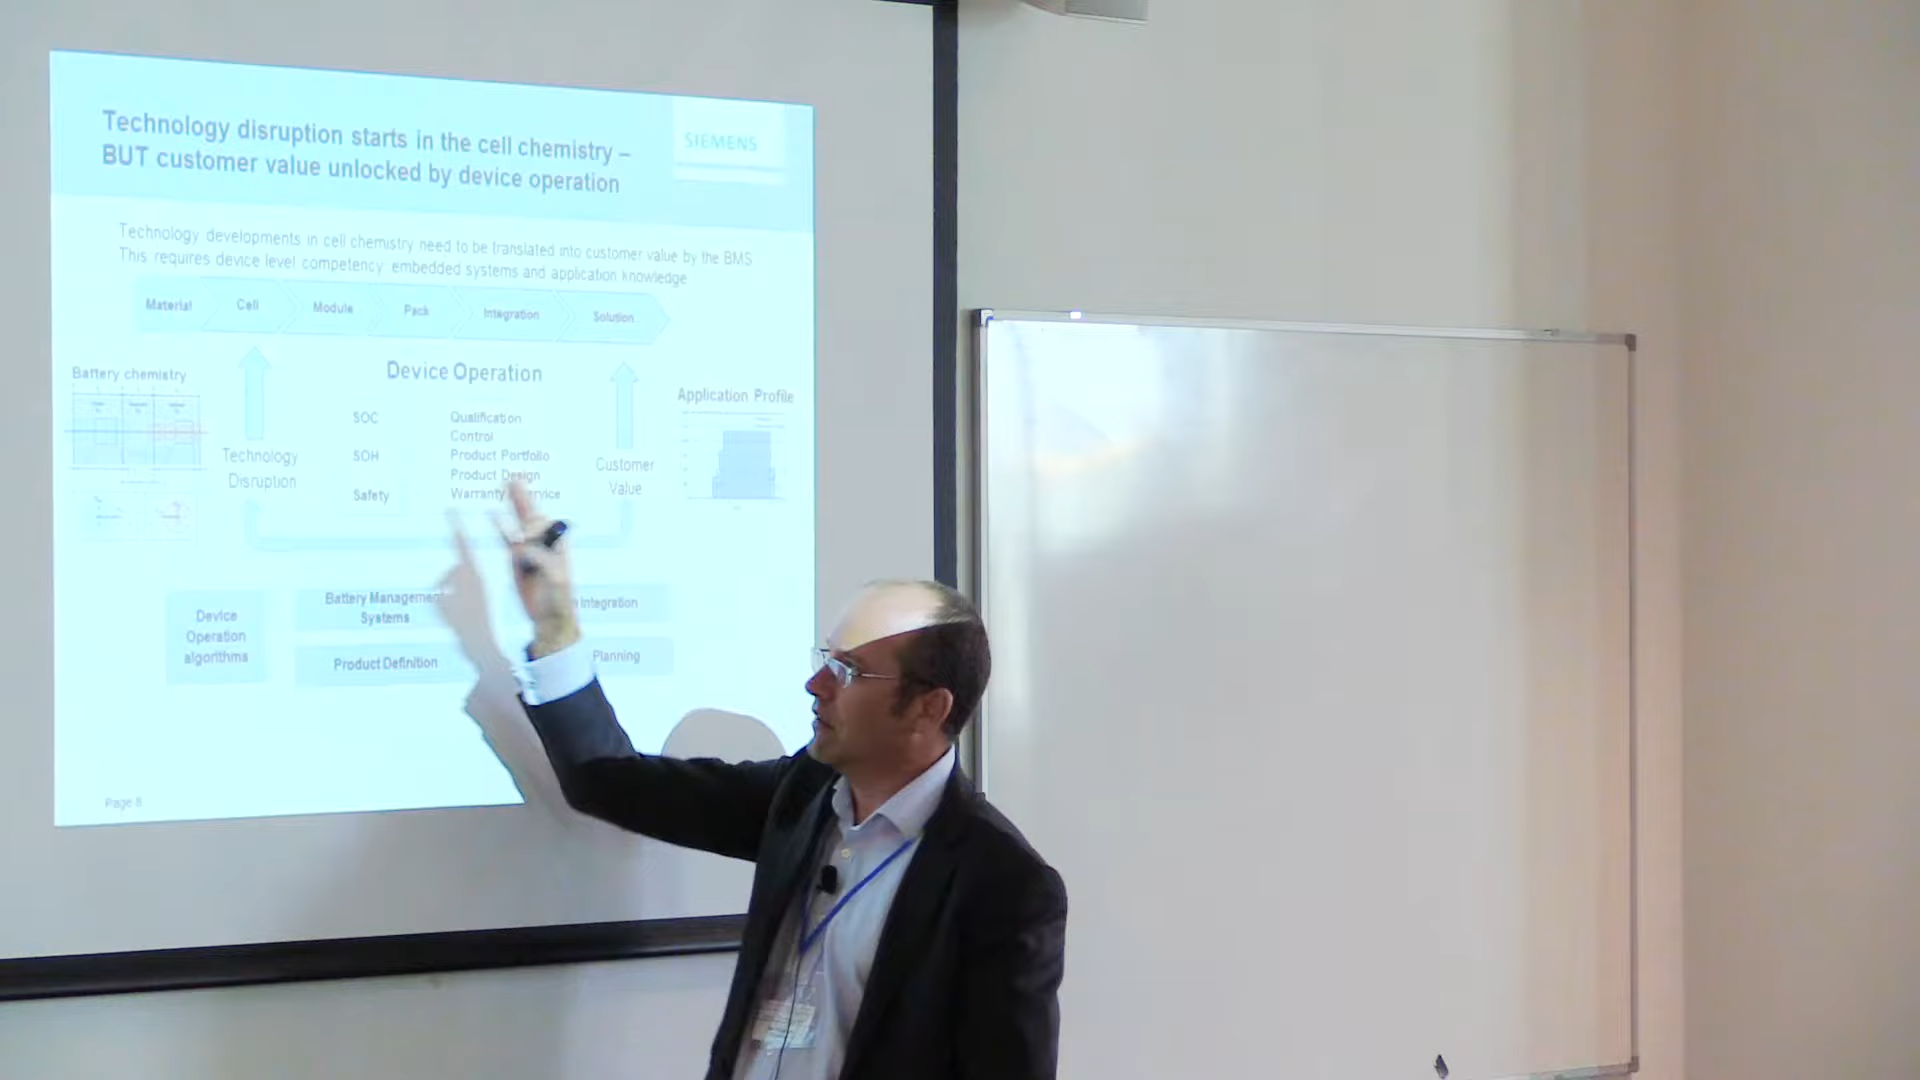 Technology disruption starts in the cell chemistry –
BUT customer value unlocked by device operation
SIEMENS
Technology developments in cell chemistry need to be translated into customer value by the BMS
This requires device level competency embedded systems and application knowledge
Material
Cell
Module
Pack
Integration
Solution
Battery chemistry
Device Operation
Application Profile
SOC
SOH
Safety
Qualification
Control
Product Portfolio
Product Design
Warranty
Technology
Disruption
Customer
Value
Device
Operation
algorithms
Battery
Systems
Integration
Product Definition
Planning
Page 8